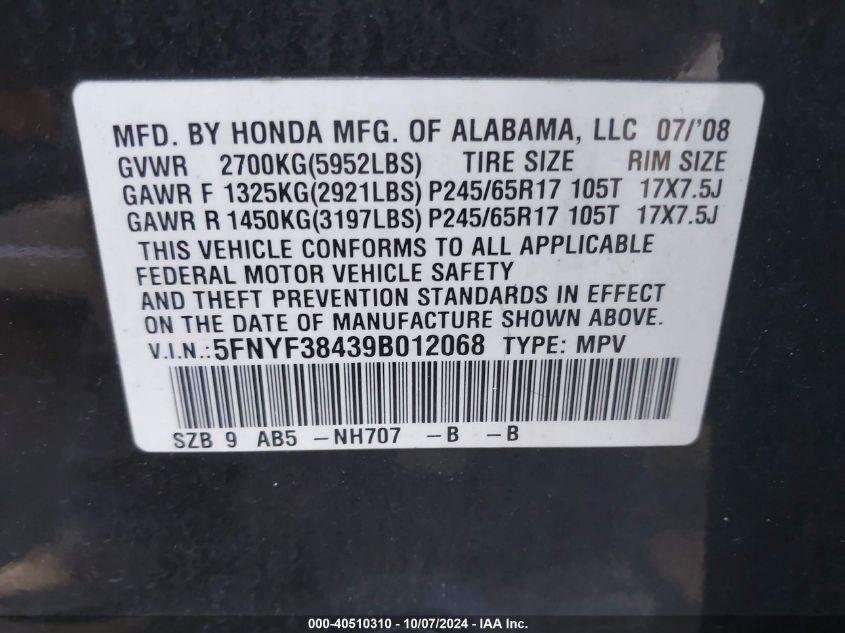 MFD. BY HONDA MFG. OF ALABAMA, LLC 07/'08
GVWR 2700KG(5952LBS) TIRE SIZE RIM SIZE
GAWR F 1325KG(2921LBS) P245/65R17 105T 17X7.5J
GAWR R 1450KG(3197LBS) P245/65R17 105T 17X7.5J
THIS VEHICLE CONFORMS TO ALL APPLICABLE
FEDERAL MOTOR VEHICLE SAFETY
AND THEFT PREVENTION STANDARDS IN EFFECT
ON THE DATE OF MANUFACTURE SHOWN ABOVE.
V.I.N.:5FNYF38439B012068 TYPE: MPV
SZB 9 AB5 -NH707 -B -B
000-40510310 - 10/07/2024 - IAA Inc.